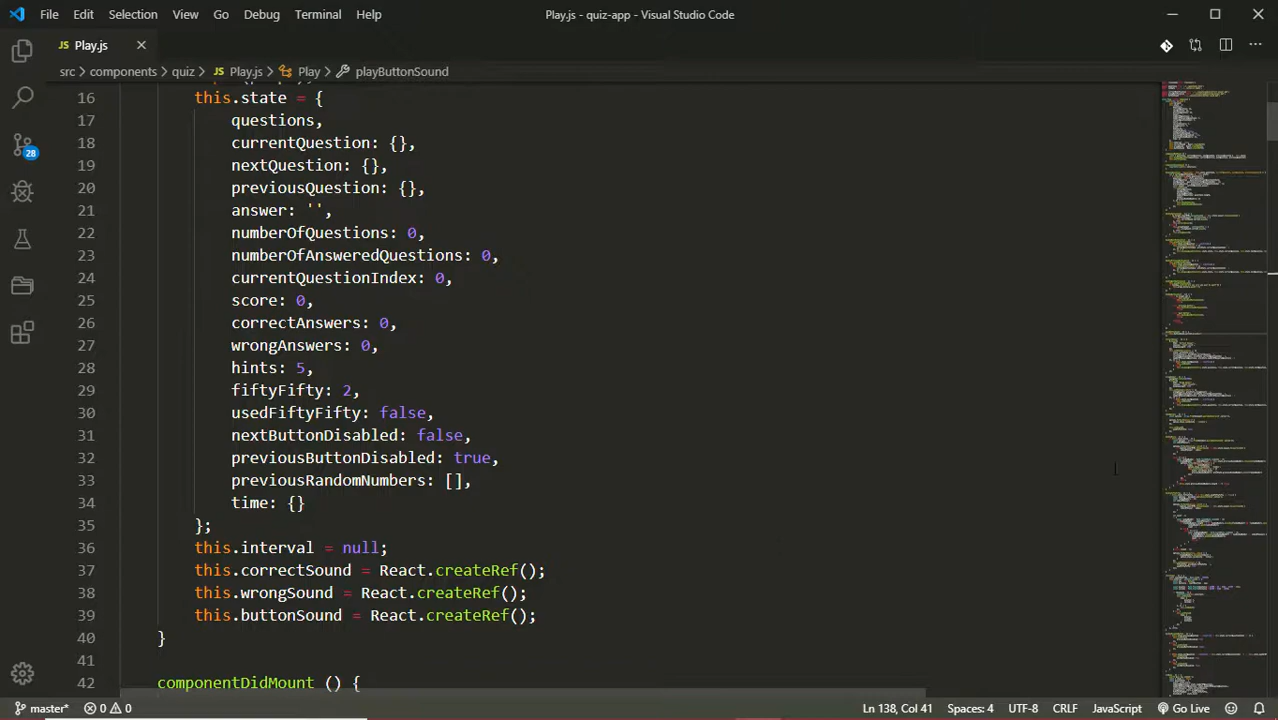 File Edit Selection View Go Debug Terminal Help Play.js - quiz-app - Visual Studio Code
JS Play.js
src > components > quiz > JS Play.js > Play > playButtonSound
16 this.state = {
17 questions,
18 currentQuestion: {},
19 nextQuestion: {},
20 previousQuestion: {},
21 answer: '',
22 numberOfQuestions: 0,
23 numberOfAnsweredQuestions: 0,
24 currentQuestionIndex: 0,
25 score: 0,
26 correctAnswers: 0,
27 wrongAnswers: 0,
28 hints: 5,
29 fiftyFifty: 2,
30 usedFiftyFifty: false,
31 nextButtonDisabled: false,
32 previousButtonDisabled: true,
33 previousRandomNumbers: [],
34 time: {}
35 };
36 this.interval = null;
37 this.correctSound = React.createRef();
38 this.wrongSound = React.createRef();
39 this.buttonSound = React.createRef();
40 }
41
42 componentDidMount () {
28
master* 0 0 Ln 138, Col 41 Spaces: 4 UTF-8 CRLF JavaScript Go Live